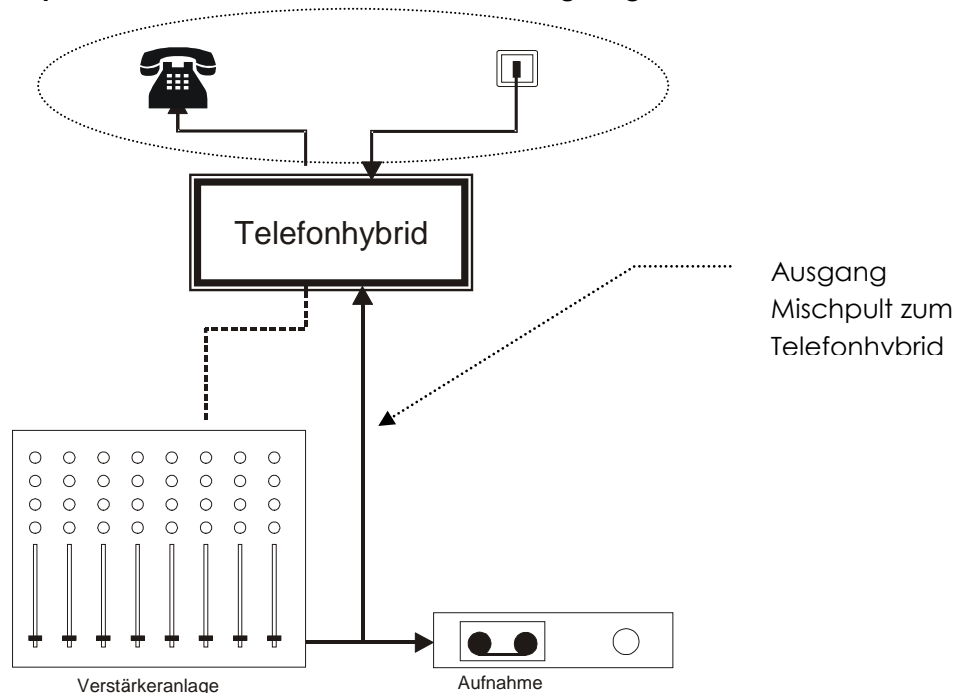 Telefonhybrid
Ausgang
Mischpult zum
Telefonhybrid
Verstärkeranlage
Aufnahme